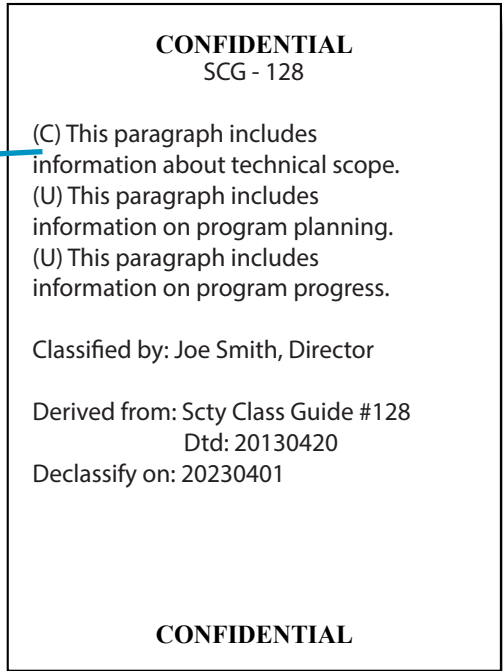 CONFIDENTIAL
SCG - 128
(C) This paragraph includes
information about technical scope.
(U) This paragraph includes
information on program planning.
(U) This paragraph includes
information on program progress.
Classified by: Joe Smith, Director
Derived from: Scty Class Guide #128
Dtd: 20130420
Declassify on: 20230401
CONFIDENTIAL